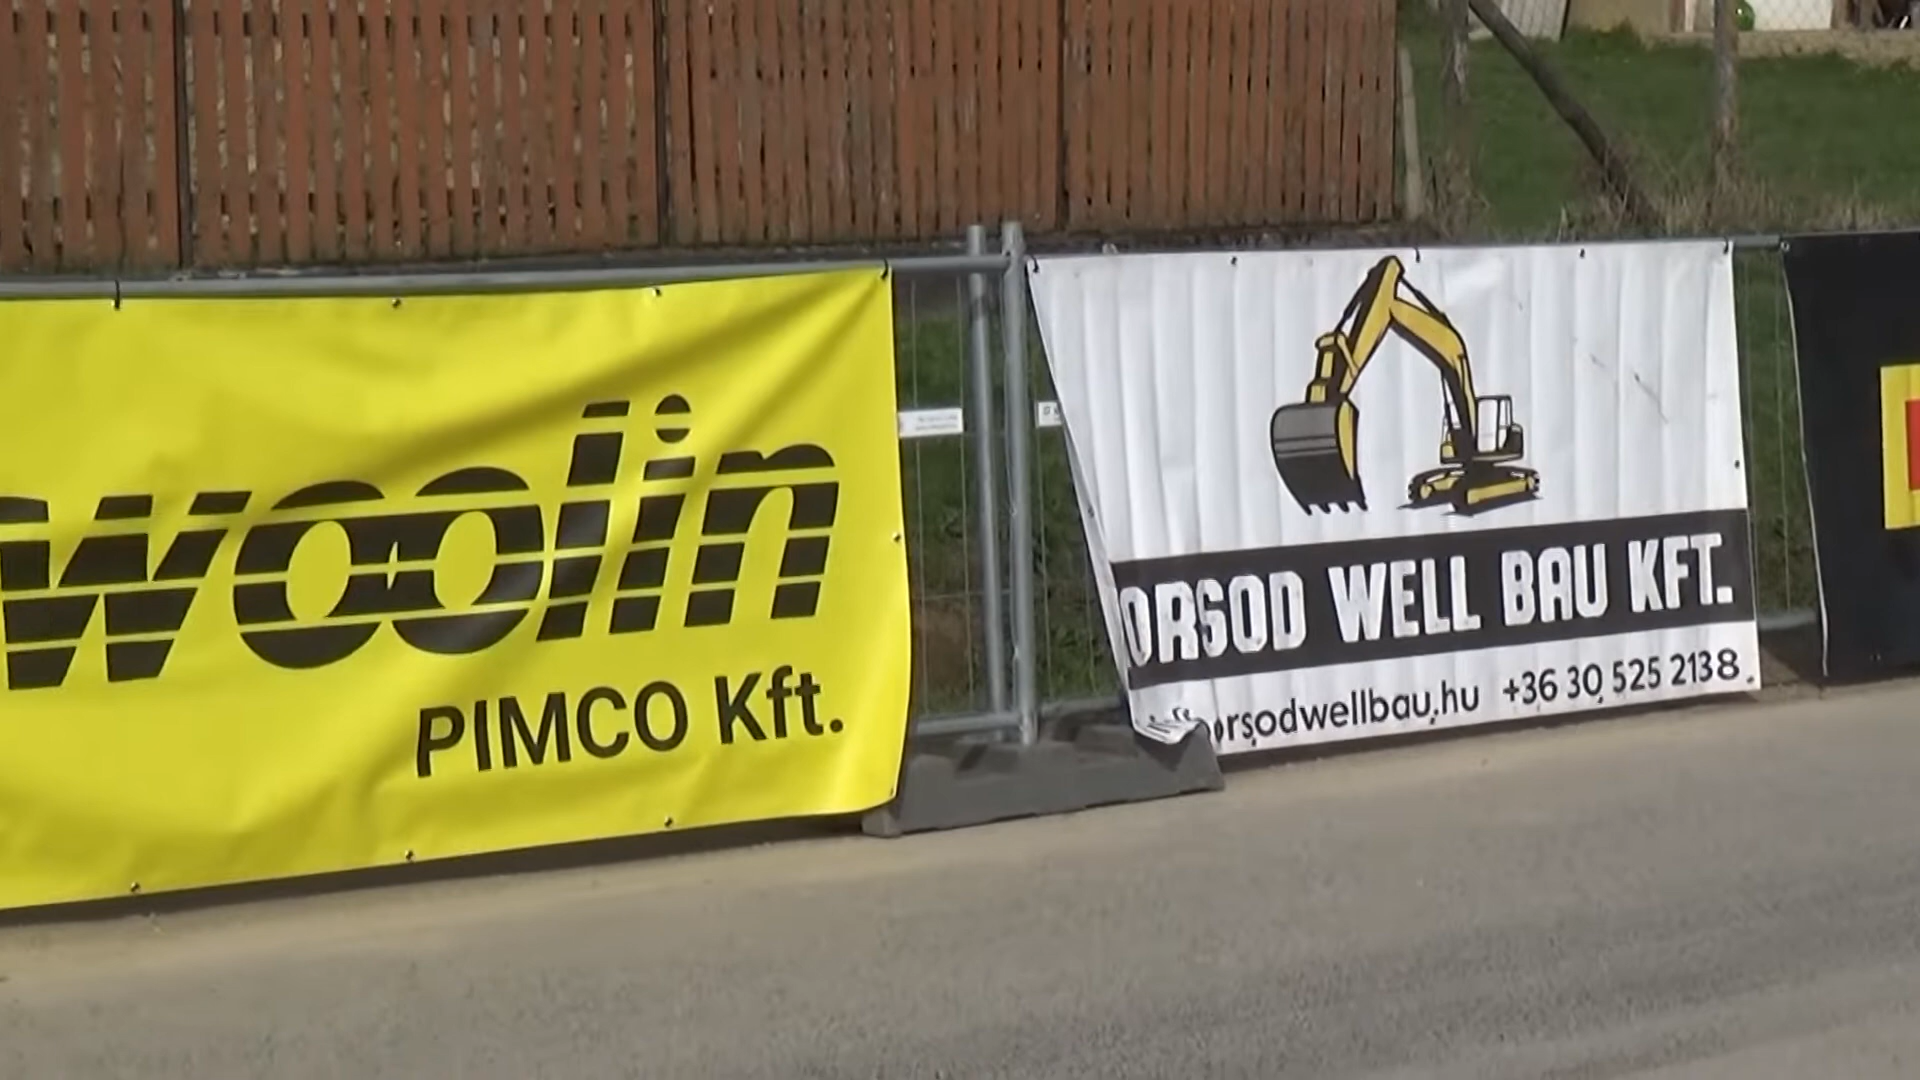 woolin
PIMCO Kft.
ORSOD WELL BAU KFT.
orsodwellbau.hu +36 30 525 2138